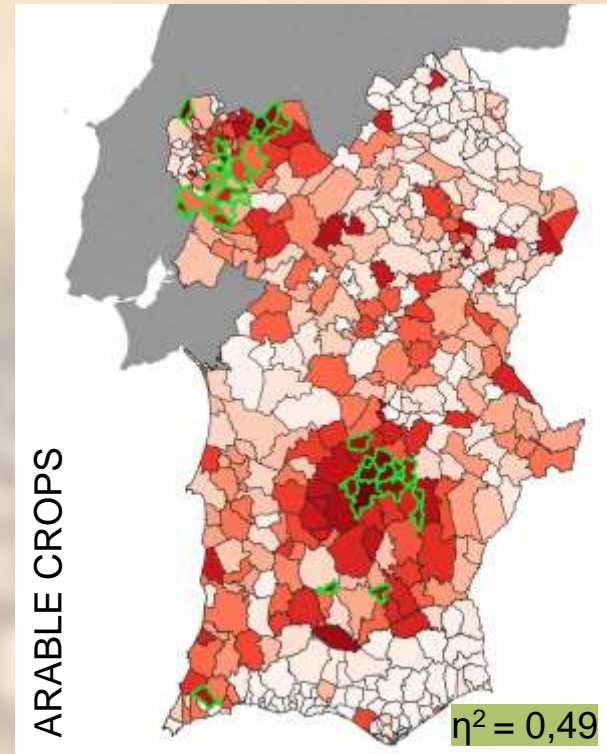 ARABLE CROPS
η² = 0,49